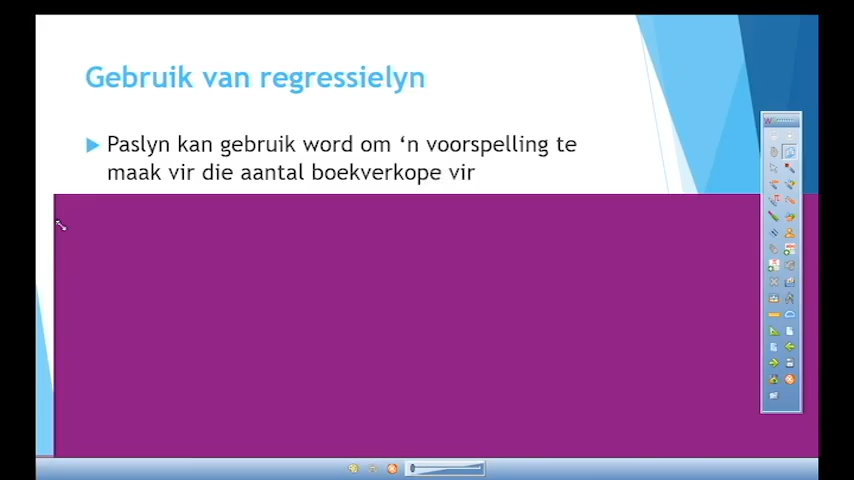 Gebruik van regressielyn
Paslyn kan gebruik word om ‘n voorspelling te
maak vir die aantal boekverkope vir